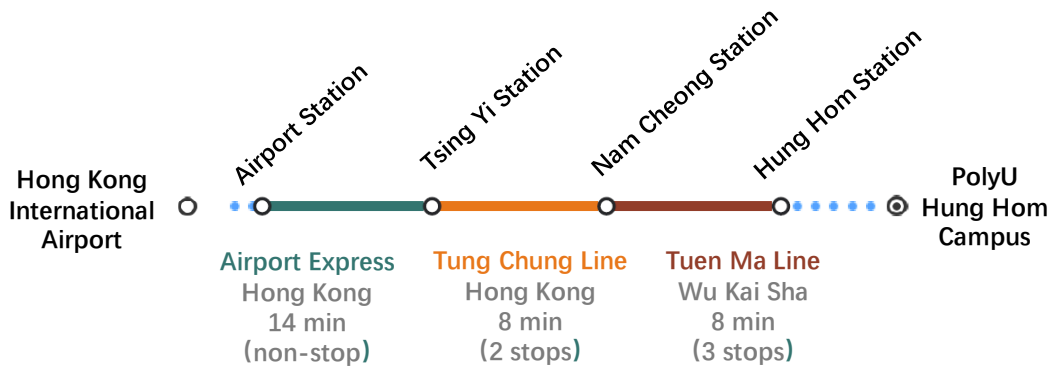 Airport Station
Tsing Yi Station
Nam Cheong Station
Hung Hom Station
Hong Kong
International
Airport
PolyU
Hung Hom
Campus
Airport Express
Hong Kong
14 min
(non-stop)
Tung Chung Line
Hong Kong
8 min
(2 stops)
Tuen Ma Line
Wu Kai Sha
8 min
(3 stops)